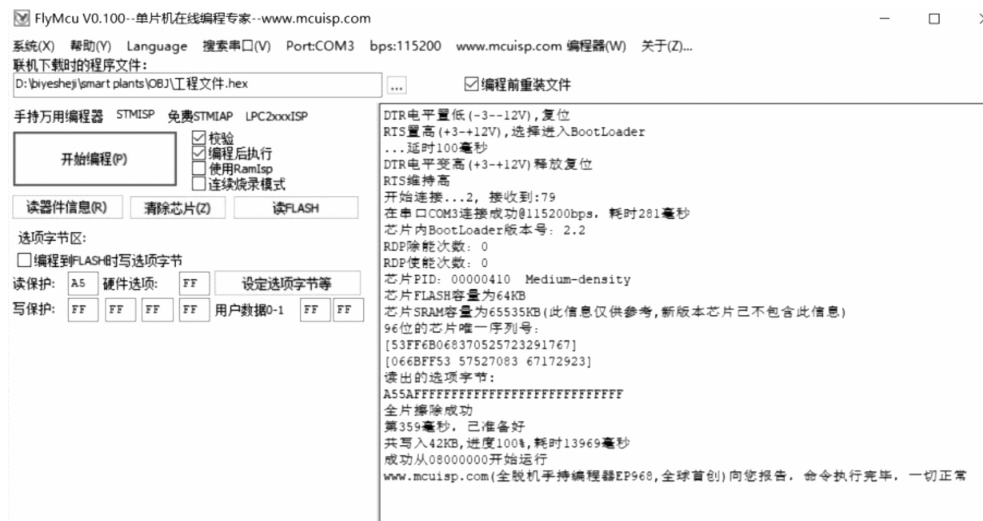 FlyMcu V0.100--单片机在线编程专家--www.mcuisp.com
系统(X) 帮助(Y) Language 搜索串口(V) Port:COM3 bps:115200 www.mcuisp.com 编程器(W) 关于(Z)...
联机下载时的程序文件:
D:\biyesheji\smart plants\OBJ\工程文件.hex ... 编程前重装文件
手持万用编程器 STMISP 免费STMIAP LPC2xxxISP
开始编程(P)
校验
编程后执行
使用RamIsp
连续烧录模式
读器件信息(R) 清除芯片(Z) 读FLASH
选项字节区:
编程到FLASH时写选项字节
读保护: A5 硬件选项: FF 设定选项字节等
写保护: FF FF FF FF 用户数据0-1 FF FF
DTR电平置低(-3--12V),复位
RTS置高(+3-+12V),选择进入BootLoader
...延时100毫秒
DTR电平变高(+3-+12V)释放复位
RTS维持高
开始连接...2, 接收到:79
在串口COM3连接成功@115200bps, 耗时281毫秒
芯片内BootLoader版本号: 2.2
RDP除能次数: 0
RDP使能次数: 0
芯片PID: 00000410 Medium-density
芯片FLASH容量为64KB
芯片SRAM容量为65535KB(此信息仅供参考,新版本芯片已不包含此信息)
96位的芯片唯一序列号:
[53FF6B068370525723291767]
[066BFF53 57527083 67172923]
读出的选项字节:
A55AFFFFFFFFFFFFFFFFFFFFFFFFFFFF
全片擦除成功
第359毫秒, 已准备好
共写入42KB,进度100%,耗时13969毫秒
成功从08000000开始运行
www.mcuisp.com(全脱机手持编程器EP968,全球首创)向您报告, 命令执行完毕, 一切正常